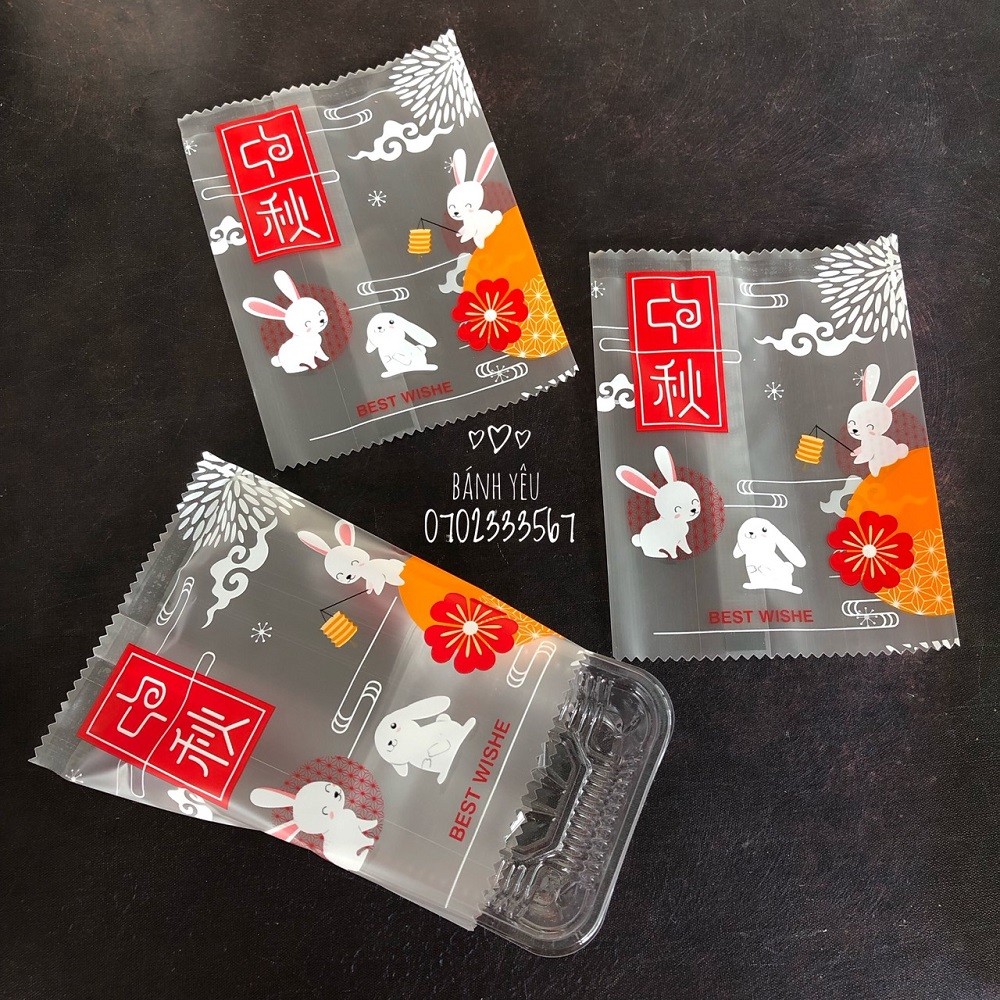 中
秋
BEST WISHE
中
秋
BEST WISHE
BÁNH YÊU
0702333567
中
秋
BEST WISHE